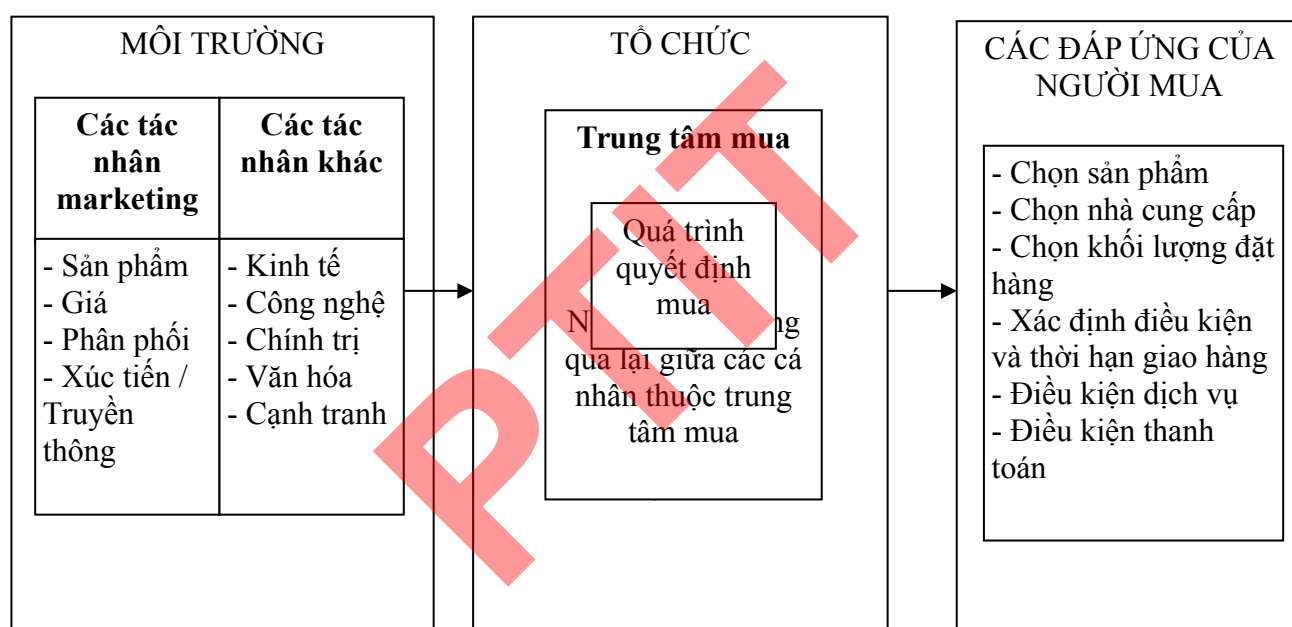 MÔI TRƯỜNG
Các tác
nhân
marketing
Các tác
nhân khác
- Sản phẩm
- Giá
- Phân phối
- Xúc tiến /
Truyền
thông
- Kinh tế
- Công nghệ
- Chính trị
- Văn hóa
- Cạnh tranh
TỔ CHỨC
Trung tâm mua
Quá trình
quyết định
mua
qua lại giữa các cá
nhân thuộc trung
tâm mua
CÁC ĐÁP ỨNG CỦA
NGƯỜI MUA
- Chọn sản phẩm
- Chọn nhà cung cấp
- Chọn khối lượng đặt
hàng
- Xác định điều kiện
và thời hạn giao hàng
- Điều kiện dịch vụ
- Điều kiện thanh
toán
PTIT